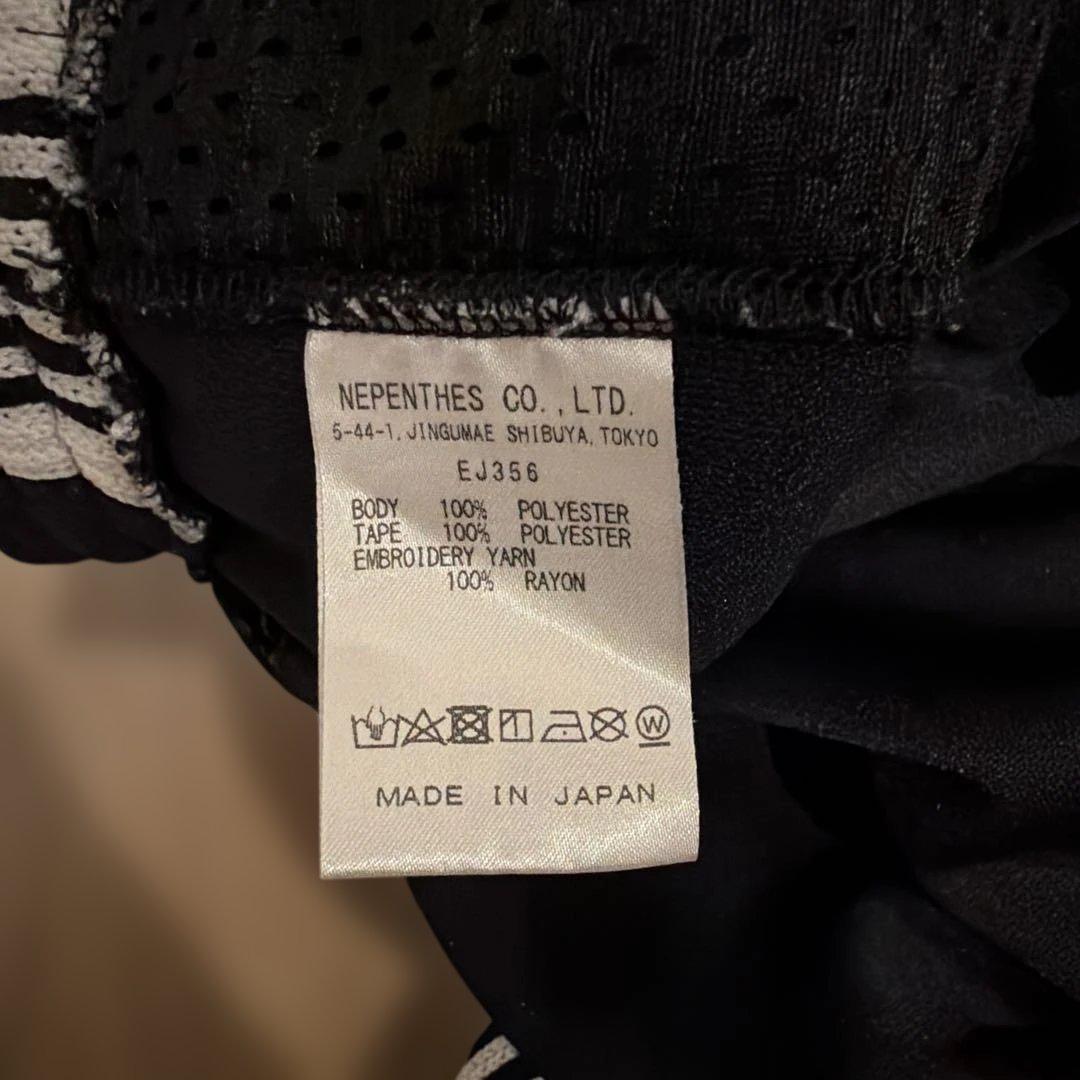 NEPENTHES CO., LTD.
5-44-1, JINGUMAE SHIBUYA, TOKYO
EJ356
BODY 100% POLYESTER
TAPE 100% POLYESTER
EMBROIDERY YARN
100% RAYON
W
MADE IN JAPAN